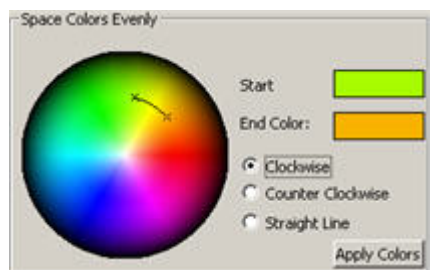 Space Colors Evenly
Start
End Color:
Clockwise
Counter Clockwise
Straight Line
Apply Colors